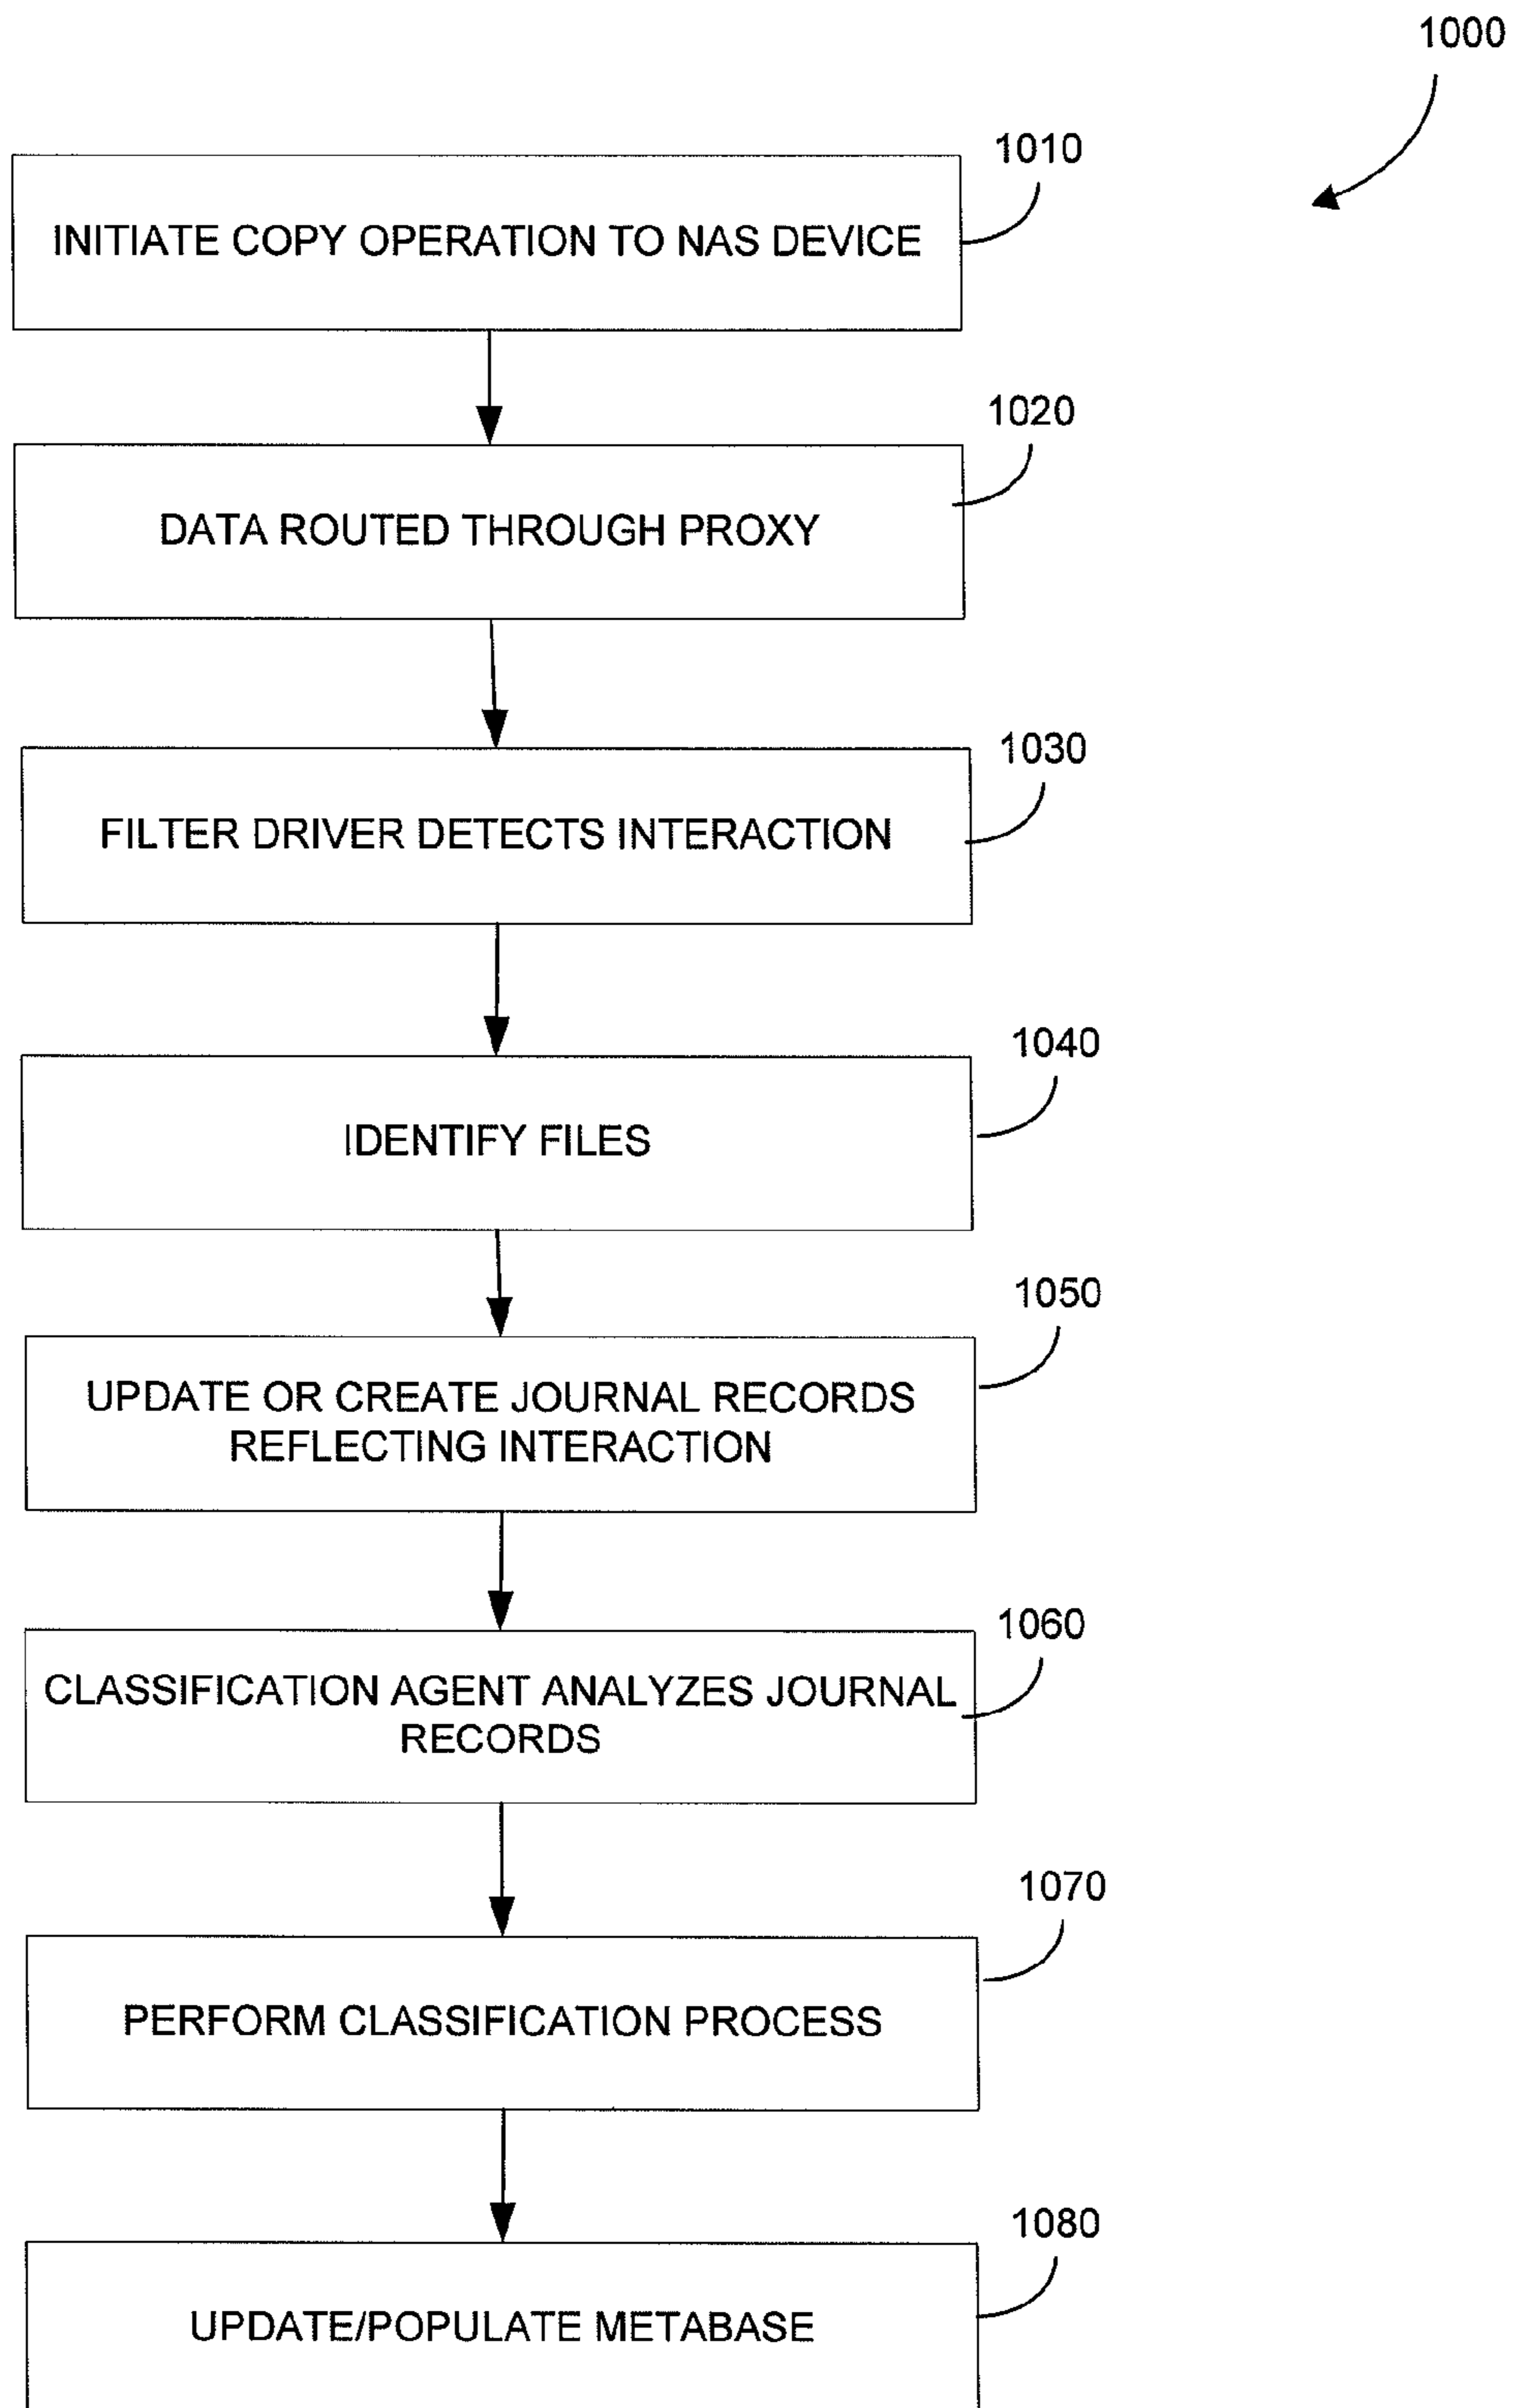 1000
1010
INITIATE COPY OPERATION TO NAS DEVICE
1020
DATA ROUTED THROUGH PROXY
1030
FILTER DRIVER DETECTS INTERACTION
1040
IDENTIFY FILES
1050
UPDATE OR CREATE JOURNAL RECORDS
REFLECTING INTERACTION
1060
CLASSIFICATION AGENT ANALYZES JOURNAL
RECORDS
1070
PERFORM CLASSIFICATION PROCESS
1080
UPDATE/POPULATE METABASE